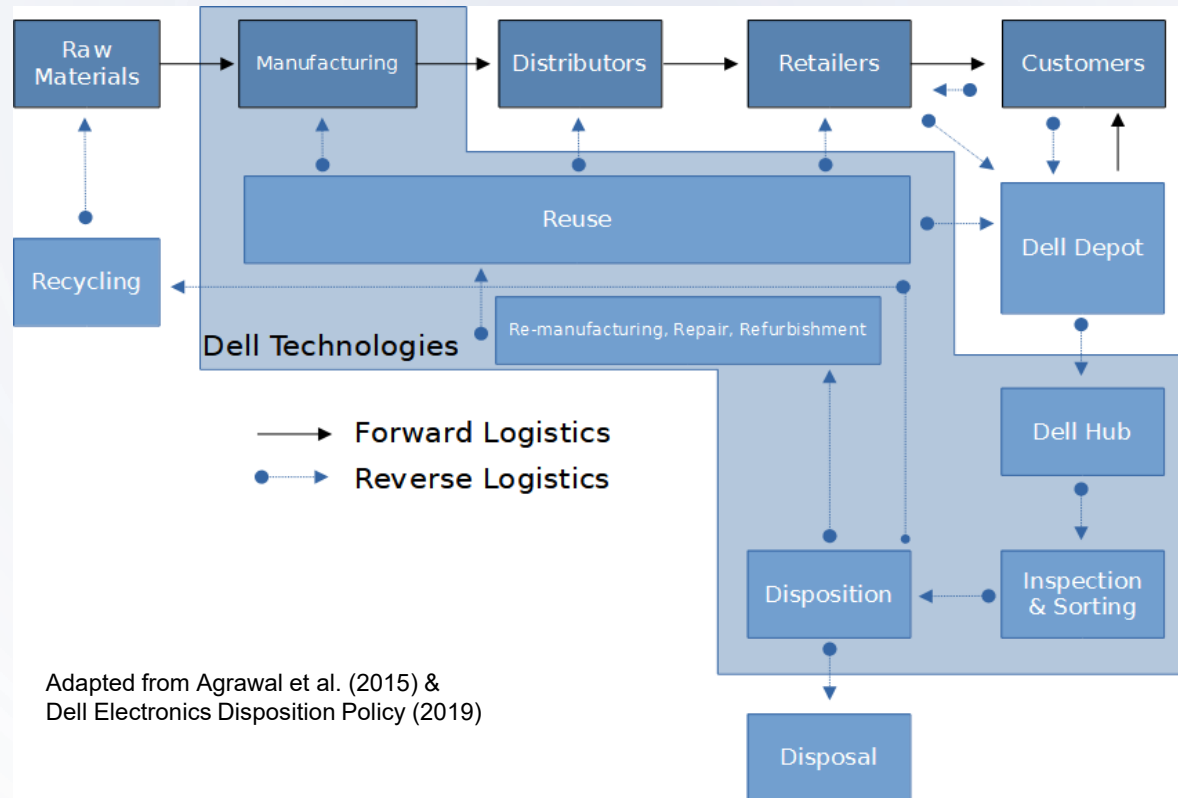 Raw
Materials
Manufacturing
Distributors
Retailers
Customers
Reuse
Dell Depot
Recycling
Re-manufacturing, Repair, Refurbishment
Dell Technologies
Dell Hub
Forward Logistics
Reverse Logistics
Disposition
Inspection
& Sorting
Adapted from Agrawal et al. (2015) &
Dell Electronics Disposition Policy (2019)
Disposal